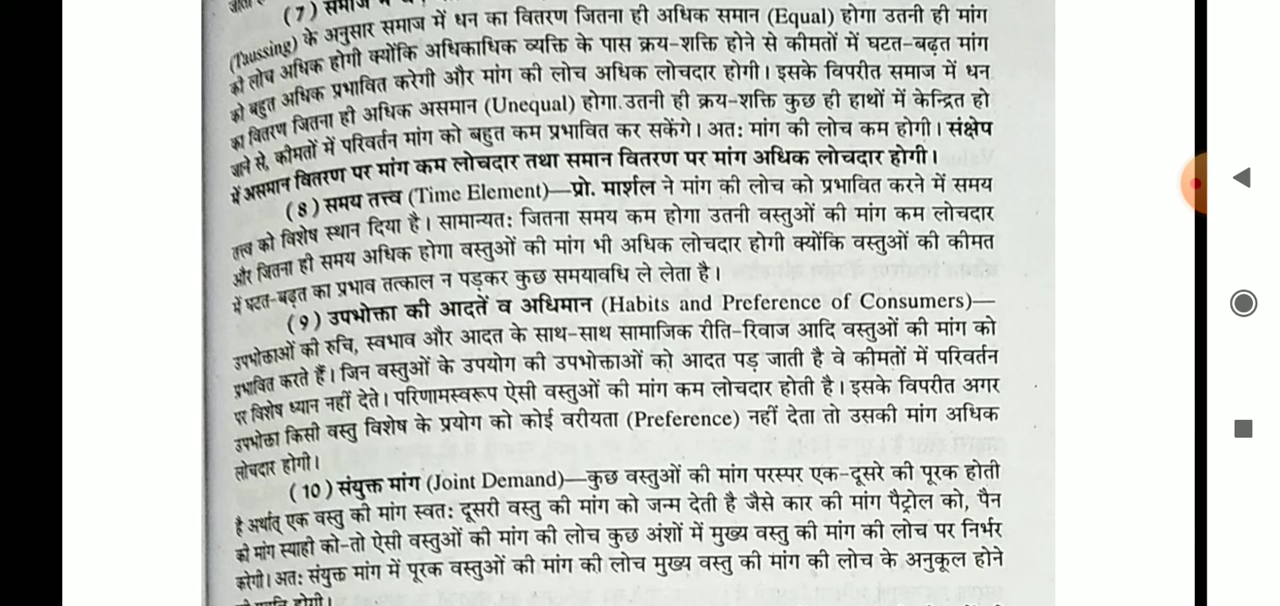 (7) समाज में
(Taussing) के अनुसार समाज में धन का वितरण जितना ही अधिक समान (Equal) होगा उतनी ही मांग
की लोच अधिक होगी क्योंकि अधिकाधिक व्यक्ति के पास क्रय-शक्ति होने से कीमतों में घटत-बढ़त मांग
को बहुत अधिक प्रभावित करेगी और मांग की लोच अधिक लोचदार होगी। इसके विपरीत समाज में धन
का वितरण जितना ही अधिक असमान (Unequal) होगा उतनी ही क्रय-शक्ति कुछ ही हाथों में केन्द्रित हो
जाने से, कीमतों में परिवर्तन मांग को बहुत कम प्रभावित कर सकेंगे। अत: मांग की लोच कम होगी। संक्षेप
में असमान वितरण पर मांग कम लोचदार तथा समान वितरण पर मांग अधिक लोचदार होगी।
(8) समय तत्त्व (Time Element)—प्रो. मार्शल ने मांग की लोच को प्रभावित करने में समय
तत्त्व को विशेष स्थान दिया है। सामान्यत: जितना समय कम होगा उतनी वस्तुओं की मांग कम लोचदार
और जितना ही समय अधिक होगा वस्तुओं की मांग भी अधिक लोचदार होगी क्योंकि वस्तुओं की कीमत
में घटत-बढ़त का प्रभाव तत्काल न पड़कर कुछ समयावधि ले लेता है।
(9) उपभोक्ता की आदतें व अधिमान (Habits and Preference of Consumers)—
उपभोक्ताओं की रुचि, स्वभाव और आदत के साथ-साथ सामाजिक रीति-रिवाज आदि वस्तुओं की मांग को
प्रभावित करते हैं। जिन वस्तुओं के उपयोग की उपभोक्ताओं को आदत पड़ जाती है वे कीमतों में परिवर्तन
पर विशेष ध्यान नहीं देते। परिणामस्वरूप ऐसी वस्तुओं की मांग कम लोचदार होती है। इसके विपरीत अगर
उपभोक्ता किसी वस्तु विशेष के प्रयोग को कोई वरीयता (Preference) नहीं देता तो उसकी मांग अधिक
लोचदार होगी।
(10) संयुक्त मांग (Joint Demand)—कुछ वस्तुओं की मांग परस्पर एक-दूसरे की पूरक होती
है अर्थात् एक वस्तु की मांग स्वत: दूसरी वस्तु की मांग को जन्म देती है जैसे कार की मांग पैट्रोल को, पैन
की मांग स्याही को-तो ऐसी वस्तुओं की मांग की लोच कुछ अंशों में मुख्य वस्तु की मांग की लोच पर निर्भर
करेगी। अत: संयुक्त मांग में पूरक वस्तुओं की मांग की लोच मुख्य वस्तु की मांग की लोच के अनुकूल होने
होगी।